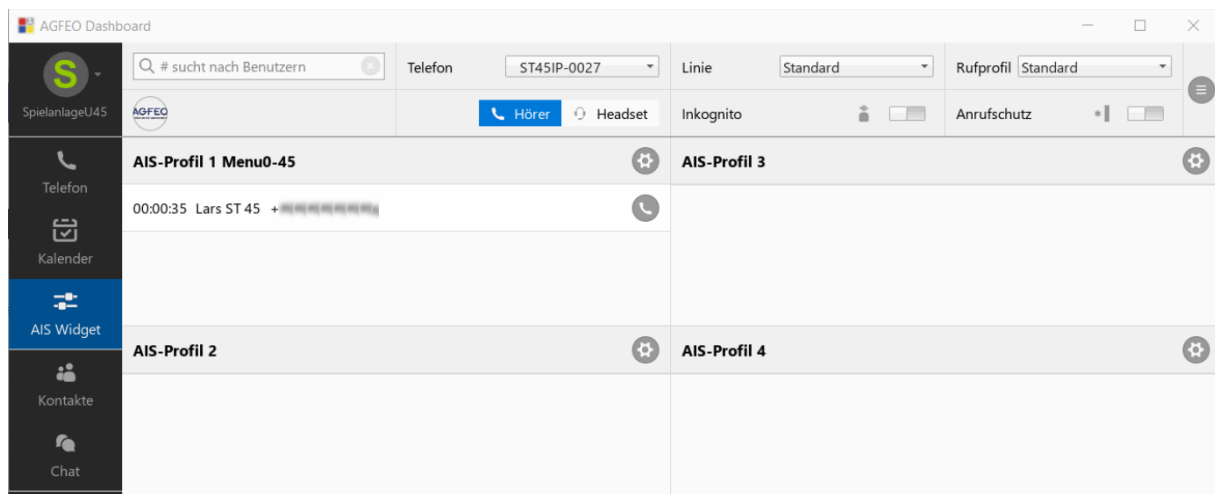 AGFEO Dashboard
S
SpielanlageU45
# sucht nach Benutzern
Telefon
ST45IP-0027
Linie
Standard
Rufprofil
Standard
AGFEO
Hörer
Headset
Inkognito
Anrufschutz
Telefon
Kalender
AIS Widget
Kontakte
Chat
AIS-Profil 1 Menu0-45
00:00:35 Lars ST 45 +
AIS-Profil 3
AIS-Profil 2
AIS-Profil 4